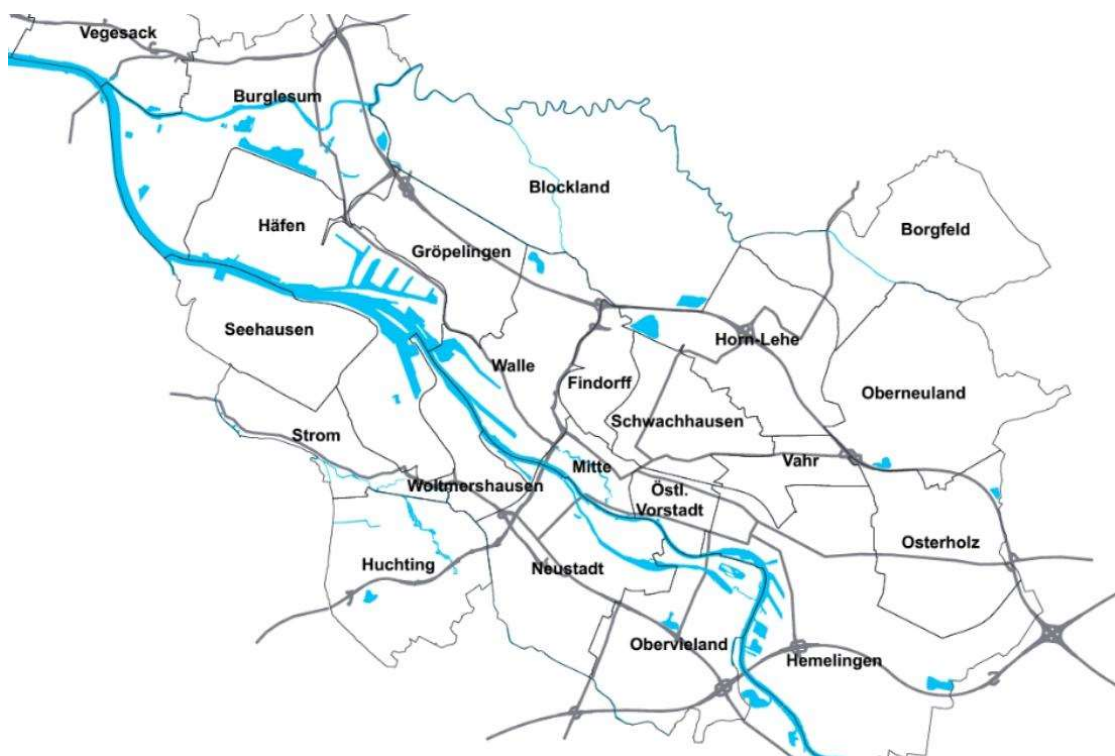 Vegesack
Burglesum
Blockland
Borgfeld
Häfen
Gröpelingen
Seehausen
Horn-Lehe
Walle
Findorff
Oberneuland
Schwachhausen
Strom
Mitte
Vahr
Woltmershausen
Östl.
Vorstadt
Osterholz
Huchting
Neustadt
Obervieland
Hemelingen